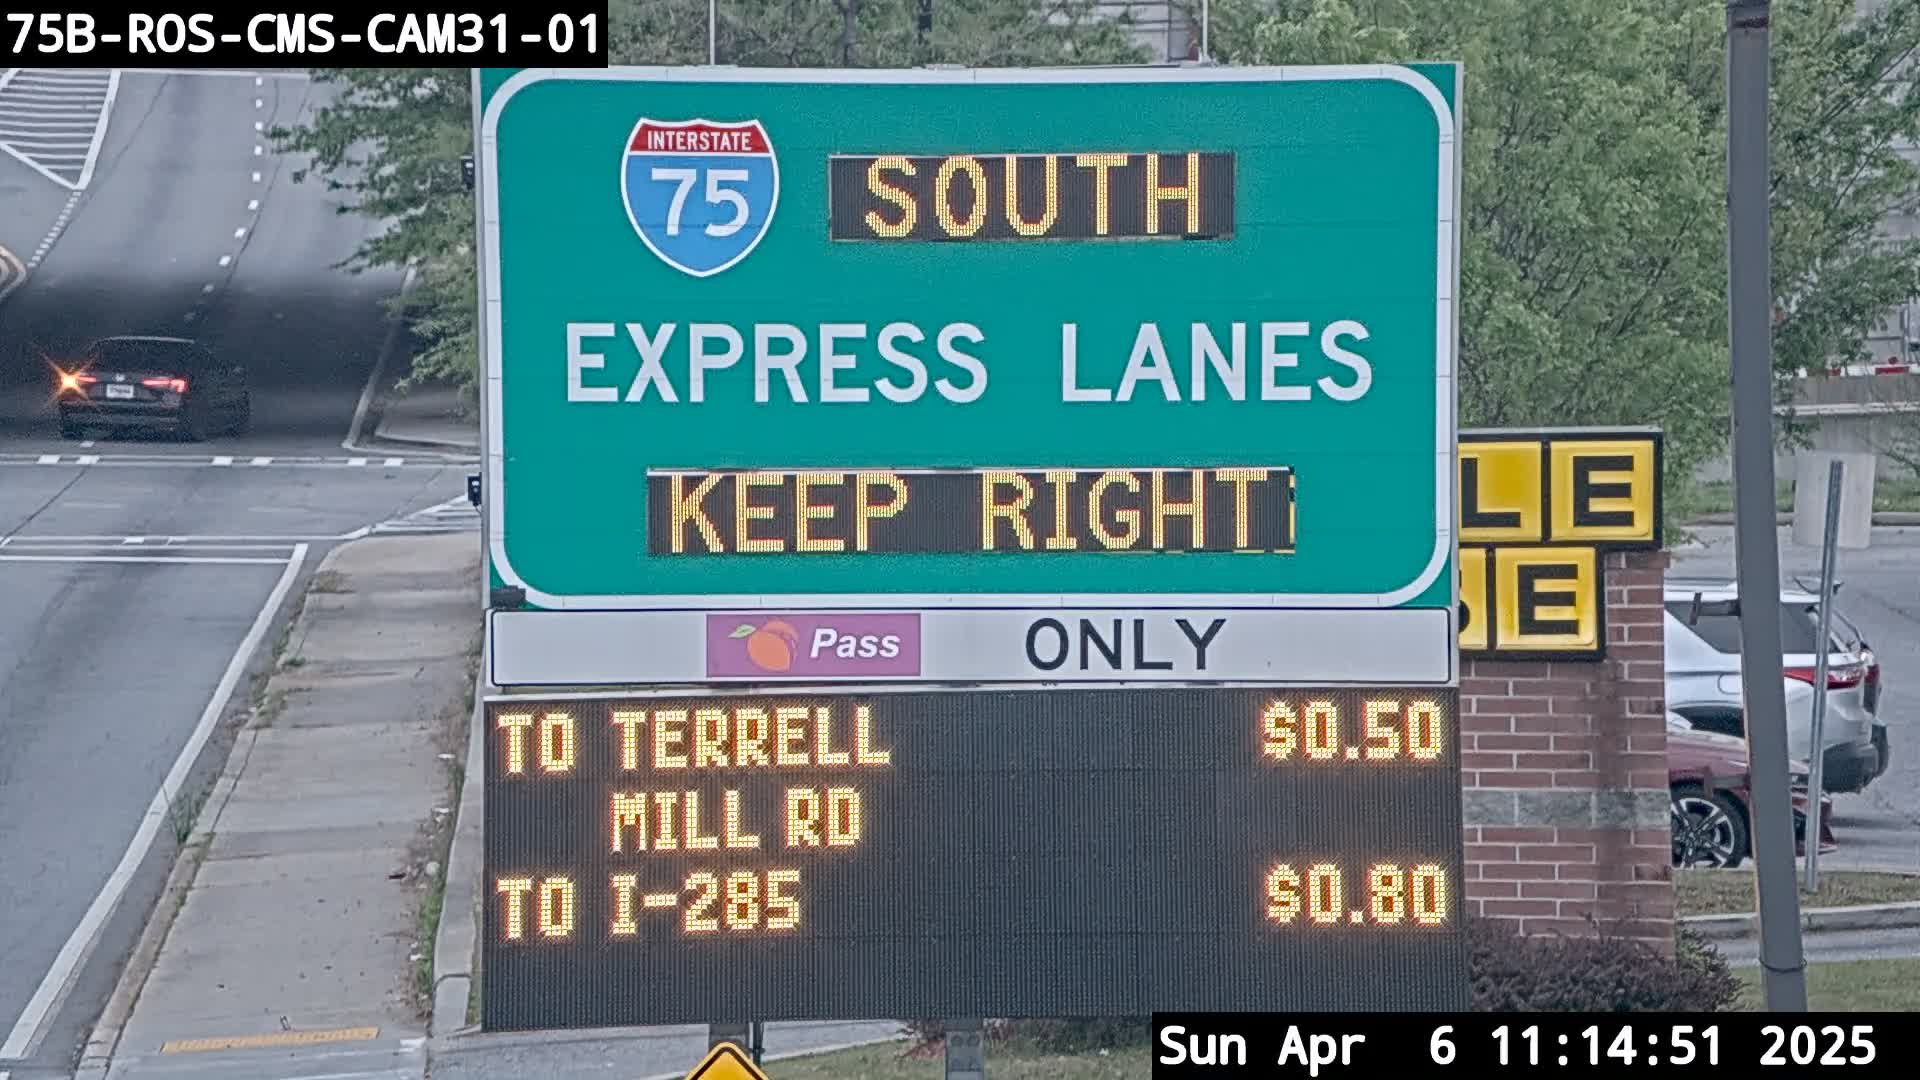 75B-ROS-CMS-CAM31-01
INTERSTATE
75
SOUTH
EXPRESS LANES
KEEP RIGHT
Pass ONLY
TO TERRELL $0.50
MILL RD
TO I-285 $0.80
LE
E
Sun Apr 6 11:14:51 2025